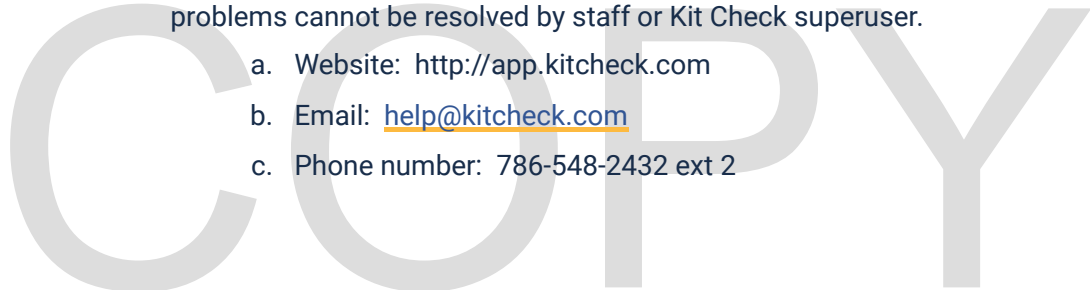 problems cannot be resolved by staff or Kit Check superuser.
a. Website: http://app.kitcheck.com
b. Email: help@kitcheck.com
c. Phone number: 786-548-2432 ext 2
COPY